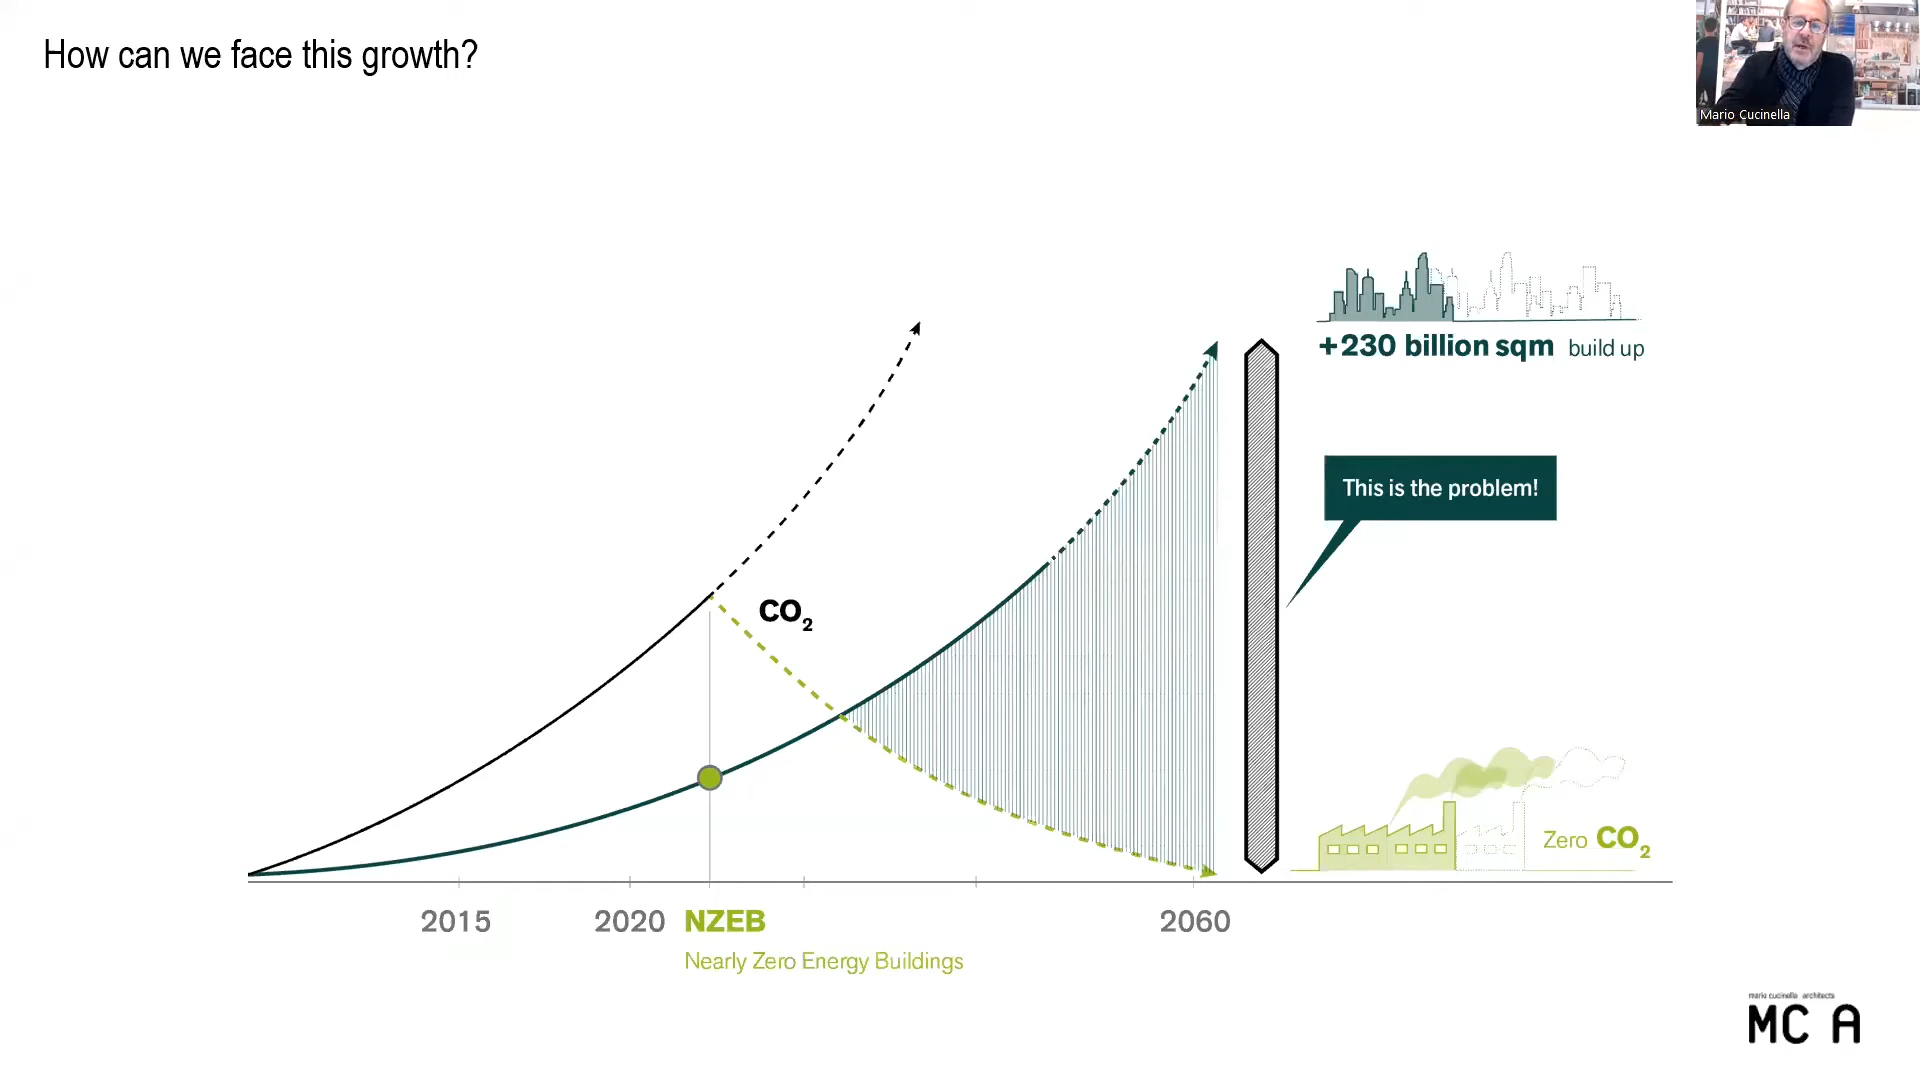 How can we face this growth?
Mario Cucinella
+230 billion sqm build up
This is the problem!
CO2
Zero CO2
2015 2020 NZEB 2060
Nearly Zero Energy Buildings
mario cucinella architects
MC A